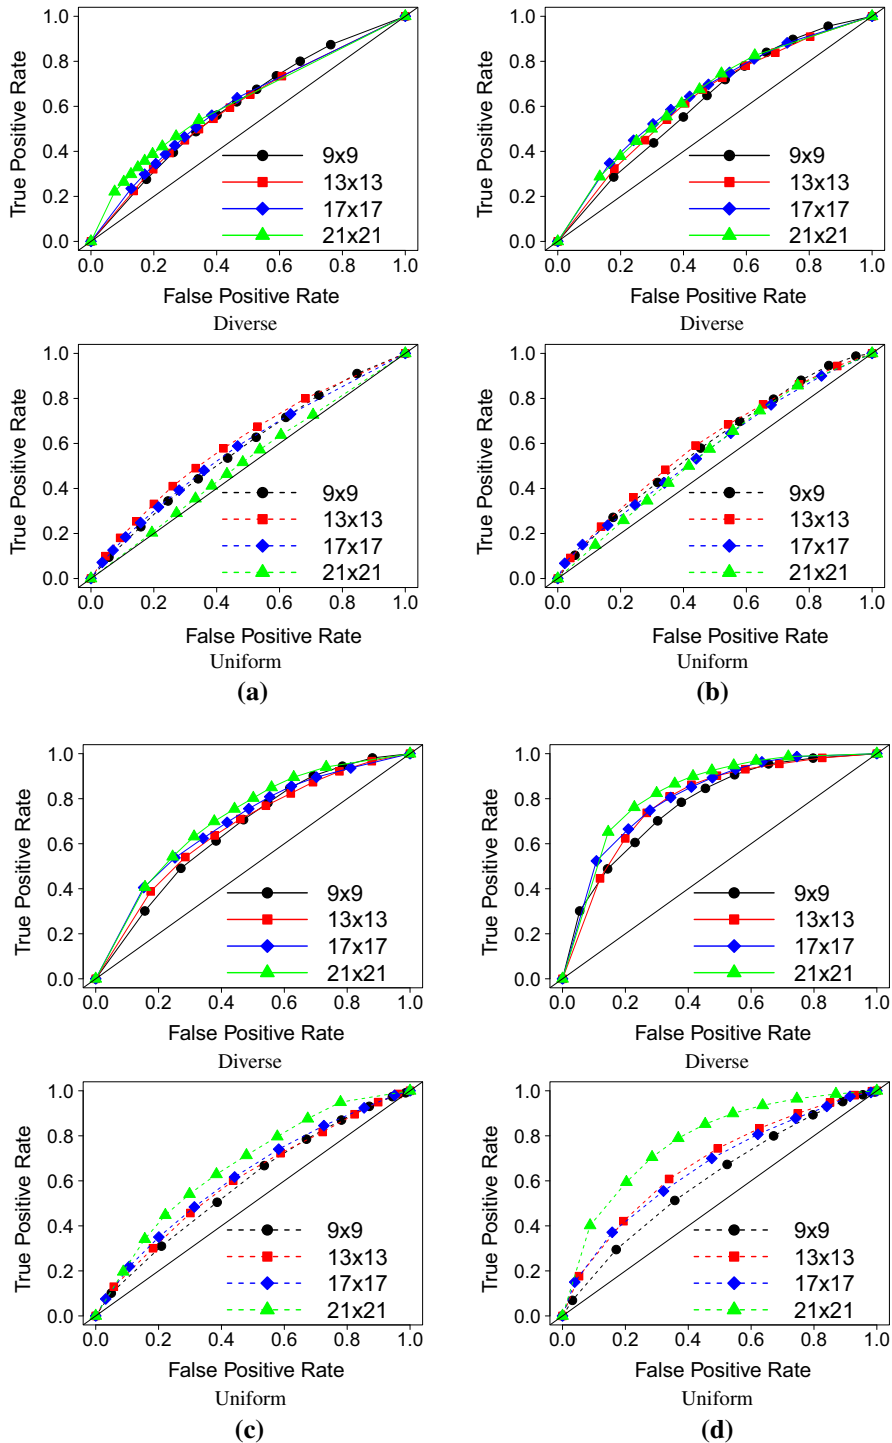 1.0
0.8
0.6
0.4
0.2
0.0
True Positive Rate
9x9
13x13
17x17
21x21
0.0 0.2 0.4 0.6 0.8 1.0
False Positive Rate
Diverse
1.0
0.8
0.6
0.4
0.2
0.0
True Positive Rate
9x9
13x13
17x17
21x21
0.0 0.2 0.4 0.6 0.8 1.0
False Positive Rate
Diverse
1.0
0.8
0.6
0.4
0.2
0.0
True Positive Rate
9x9
13x13
17x17
21x21
0.0 0.2 0.4 0.6 0.8 1.0
False Positive Rate
Uniform
(a)
1.0
0.8
0.6
0.4
0.2
0.0
True Positive Rate
9x9
13x13
17x17
21x21
0.0 0.2 0.4 0.6 0.8 1.0
False Positive Rate
Uniform
(b)
1.0
0.8
0.6
0.4
0.2
0.0
True Positive Rate
9x9
13x13
17x17
21x21
0.0 0.2 0.4 0.6 0.8 1.0
False Positive Rate
Diverse
1.0
0.8
0.6
0.4
0.2
0.0
True Positive Rate
9x9
13x13
17x17
21x21
0.0 0.2 0.4 0.6 0.8 1.0
False Positive Rate
Diverse
1.0
0.8
0.6
0.4
0.2
0.0
True Positive Rate
9x9
13x13
17x17
21x21
0.0 0.2 0.4 0.6 0.8 1.0
False Positive Rate
Uniform
(c)
1.0
0.8
0.6
0.4
0.2
0.0
True Positive Rate
9x9
13x13
17x17
21x21
0.0 0.2 0.4 0.6 0.8 1.0
False Positive Rate
Uniform
(d)